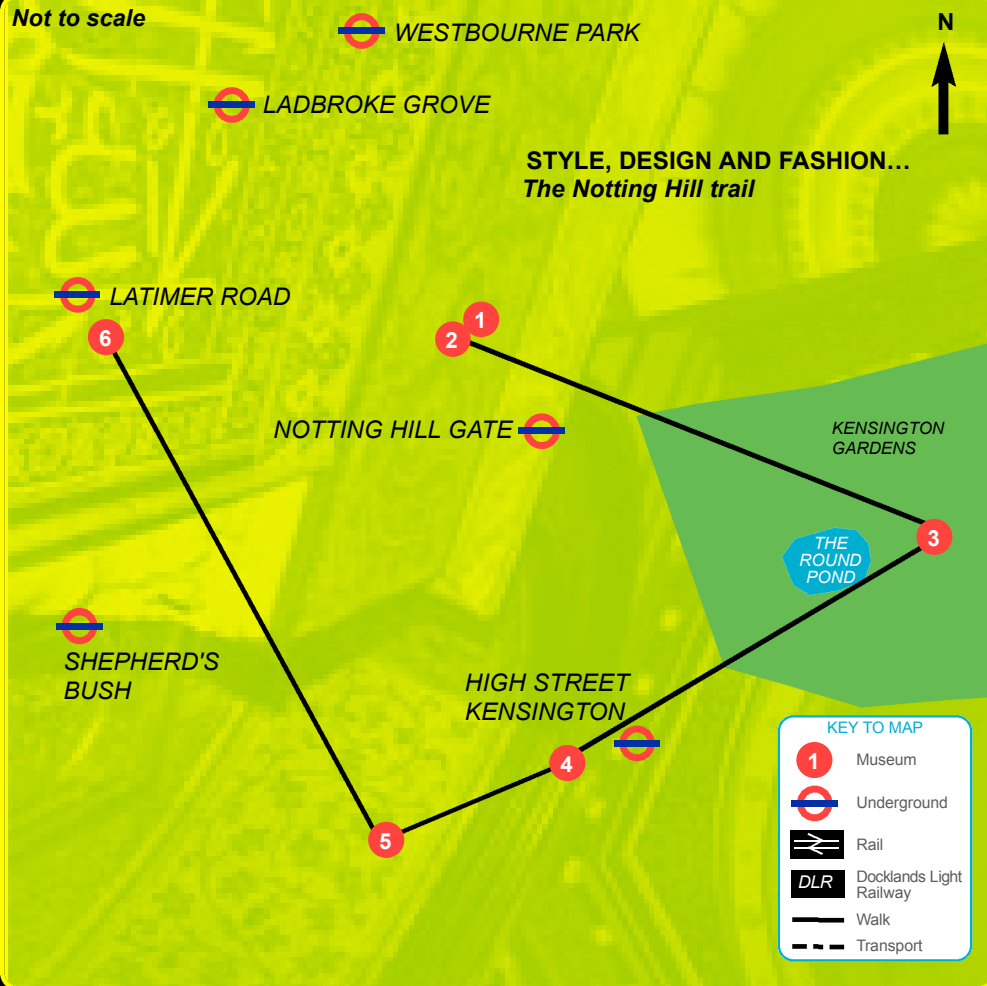 Not to scale
WESTBOURNE PARK
N
LADBROKE GROVE
STYLE, DESIGN AND FASHION...
The Notting Hill trail
LATIMER ROAD
1
2
6
NOTTING HILL GATE
KENSINGTON
GARDENS
3
THE
ROUND
POND
SHEPHERD'S
BUSH
HIGH STREET
KENSINGTON
4
5
KEY TO MAP
1 Museum
Underground
Rail
DLR Docklands Light
Railway
Walk
Transport